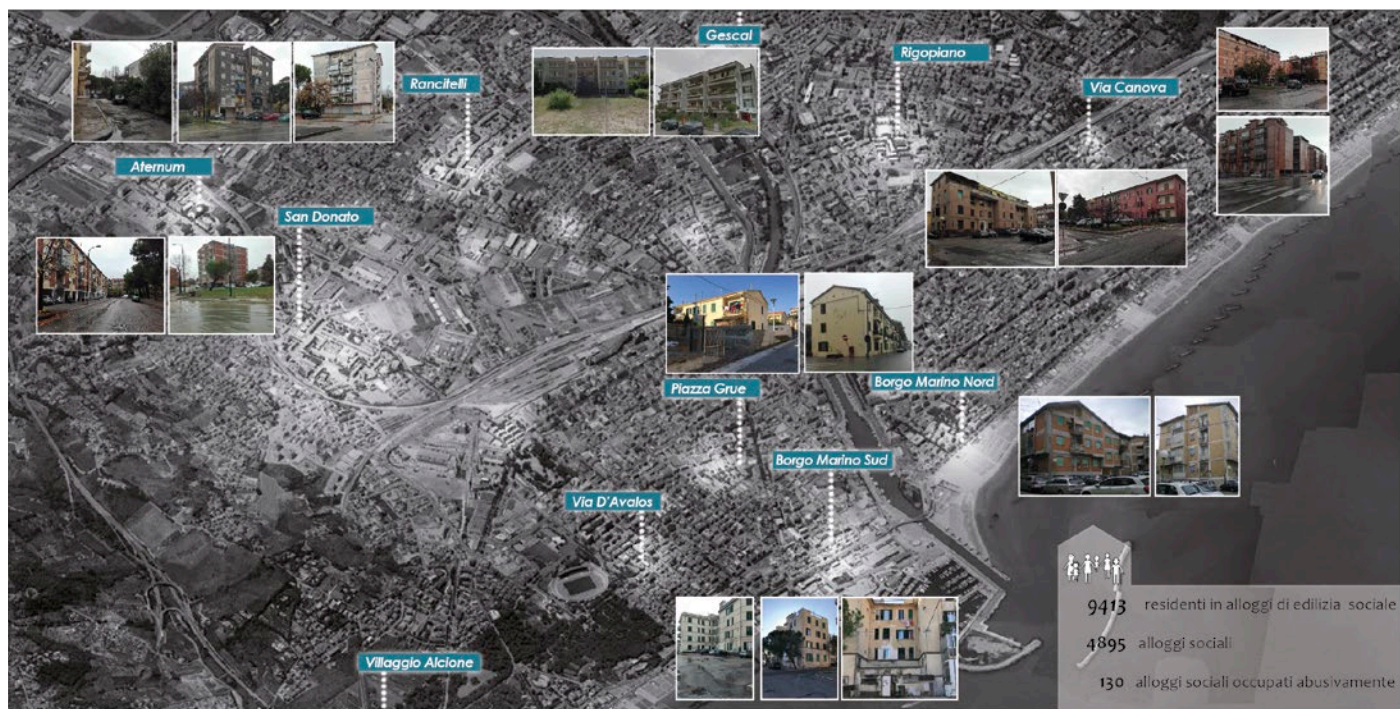 Gescal
Rigopiano
Rancitelli
Via Canova
Aternum
San Donato
Piazza Grue
Borgo Marino Nord
Borgo Marino Sud
Via D'Avalos
Villaggio Alcione
9413 residenti in alloggi di edilizia sociale
4895 alloggi sociali
130 alloggi sociali occupati abusivamente